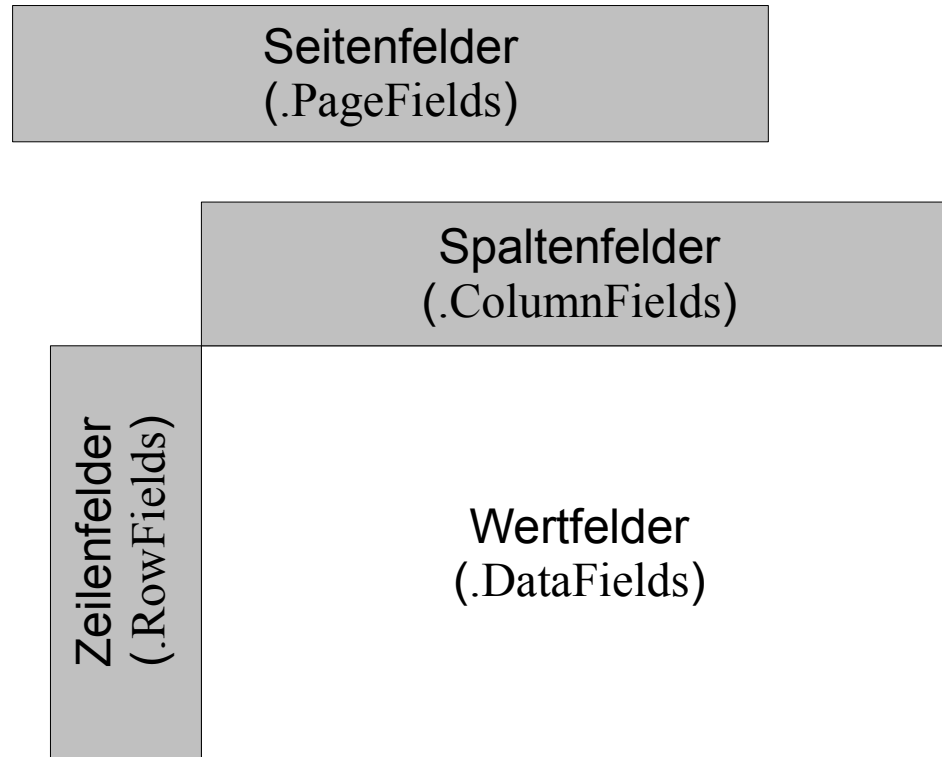 Seitenfelder
(.PageFields)
Spaltenfelder
(.ColumnFields)
Zeilenfelder
(.RowFields)
Wertfelder
(.DataFields)